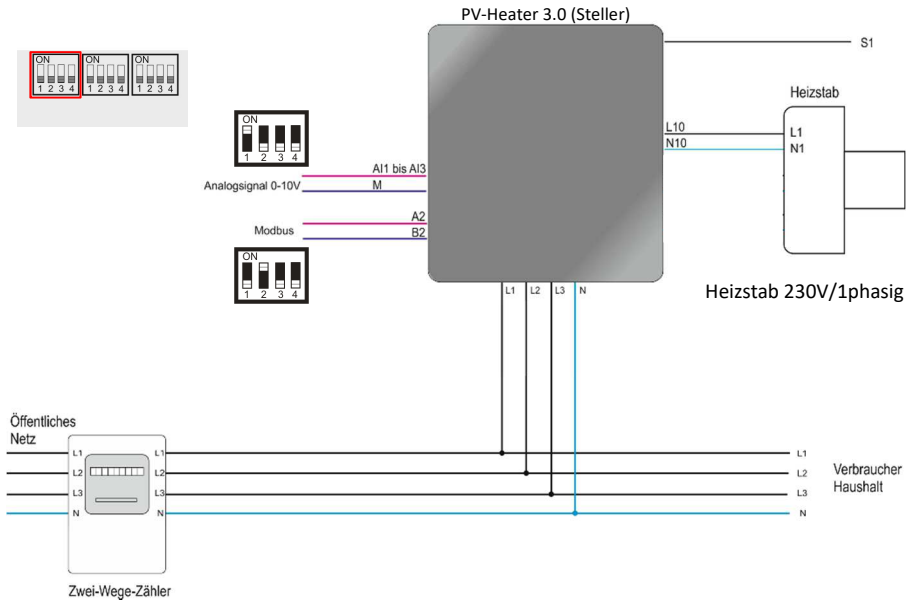 PV-Heater 3.0 (Steller)
S1
ON
ON
ON
1 2 3 4
1 2 3 4
1 2 3 4
Heizstab
ON
1 2 3 4
L10
N10
L1
N1
AI1 bis AI3
Analogsignal 0-10V
M
A2
Modbus
B2
ON
1 2 3 4
L1
L2
L3
N
Heizstab 230V/1phasig
Öffentliches
Netz
L1
L1
L1
L2
L2
L2
Verbraucher
Haushalt
L3
L3
L3
N
N
N
Zwei-Wege-Zähler